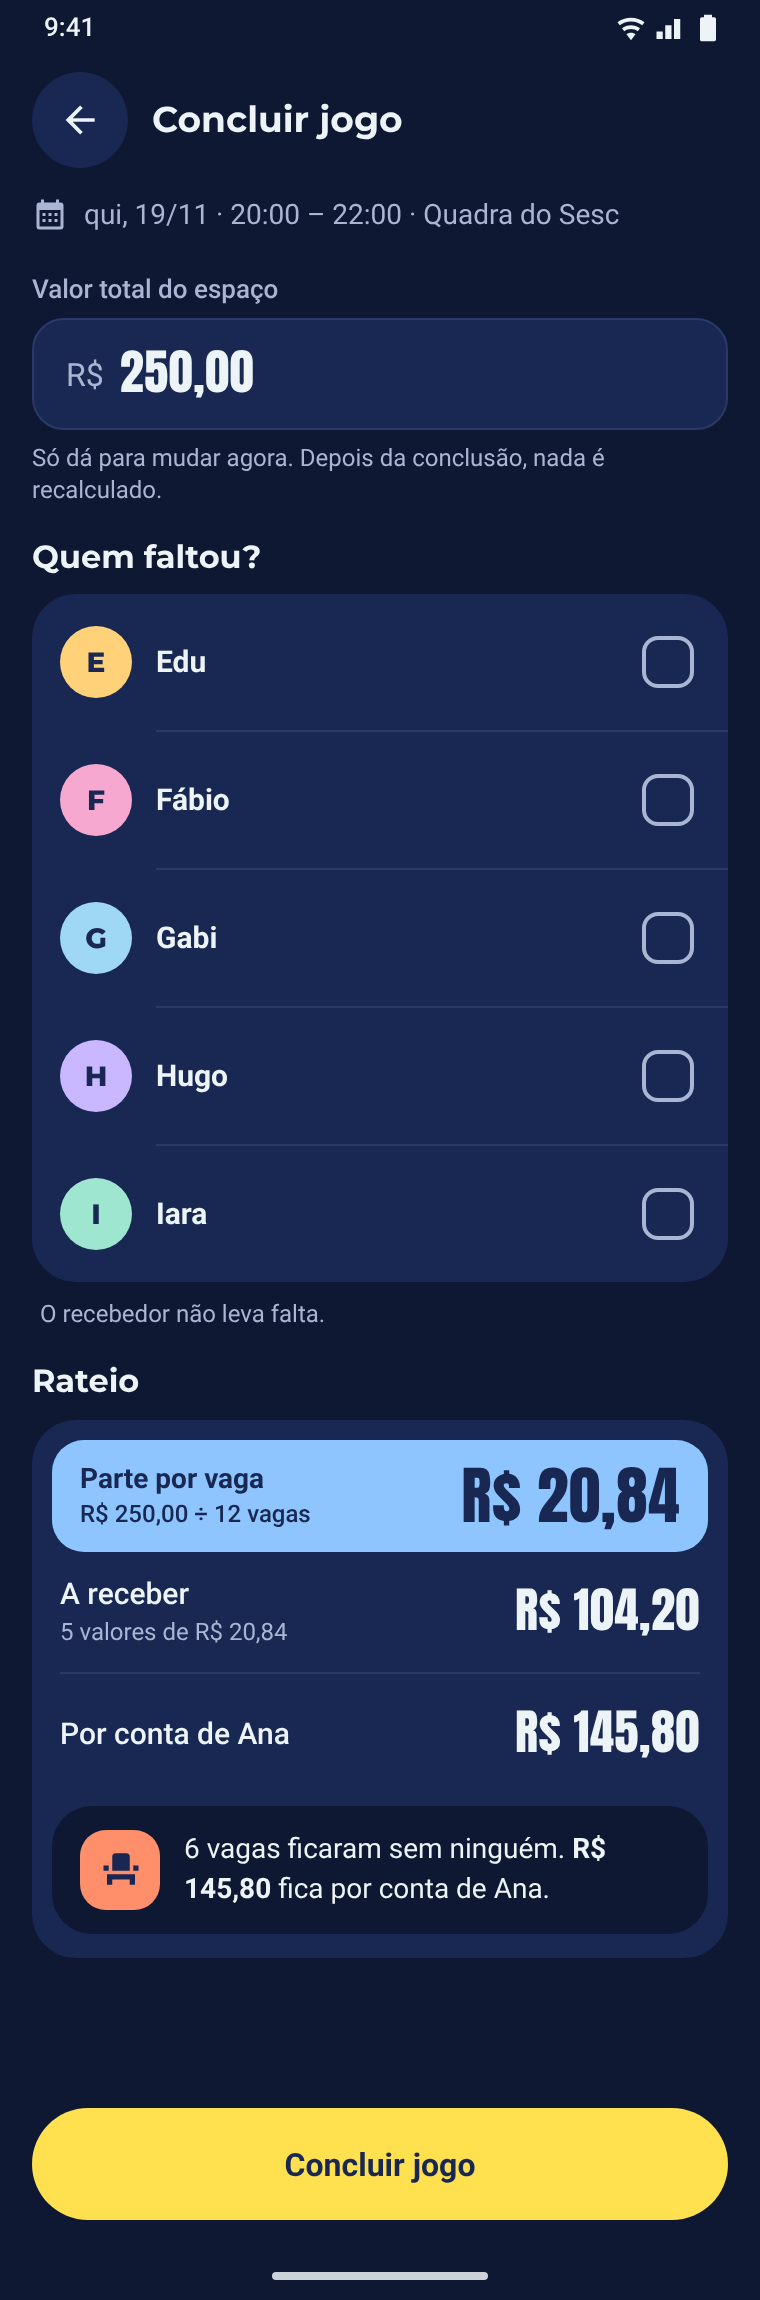 9:41
Concluir jogo
qui, 19/11 · 20:00 – 22:00 · Quadra do Sesc
Valor total do espaço
R$ 250,00
Só dá para mudar agora. Depois da conclusão, nada é
recalculado.
Quem faltou?
E Edu
F Fábio
G Gabi
H Hugo
I Iara
O recebedor não leva falta.
Rateio
Parte por vaga
R$ 250,00 ÷ 12 vagas
R$ 20,84
A receber
5 valores de R$ 20,84
R$ 104,20
Por conta de Ana
R$ 145,80
6 vagas ficaram sem ninguém. R$
145,80 fica por conta de Ana.
Concluir jogo